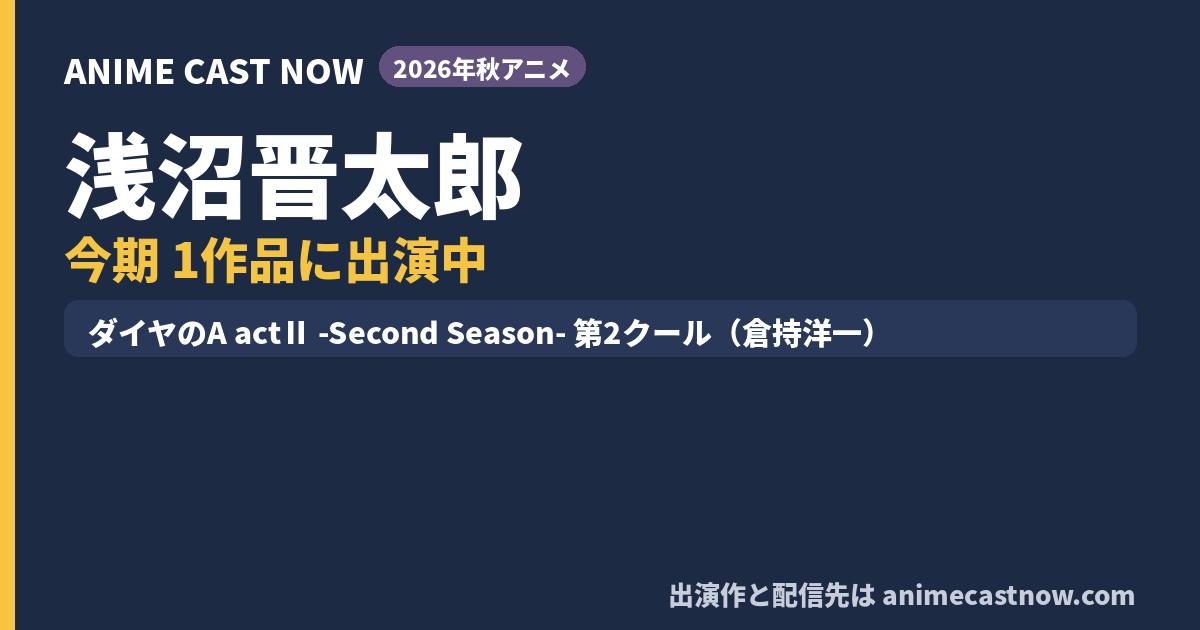 ANIME CAST NOW 2026年秋アニメ
浅沼晋太郎
今期 1作品に出演中
ダイヤのA actⅡ -Second Season- 第2クール（倉持洋一）
出演作と配信先は animecastnow.com